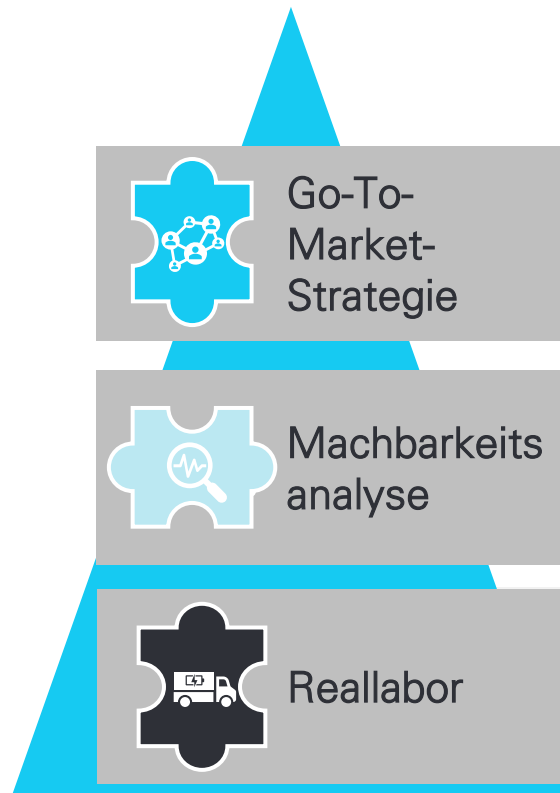 Go-To-
Market-
Strategie
Machbarkeits
analyse
Reallabor